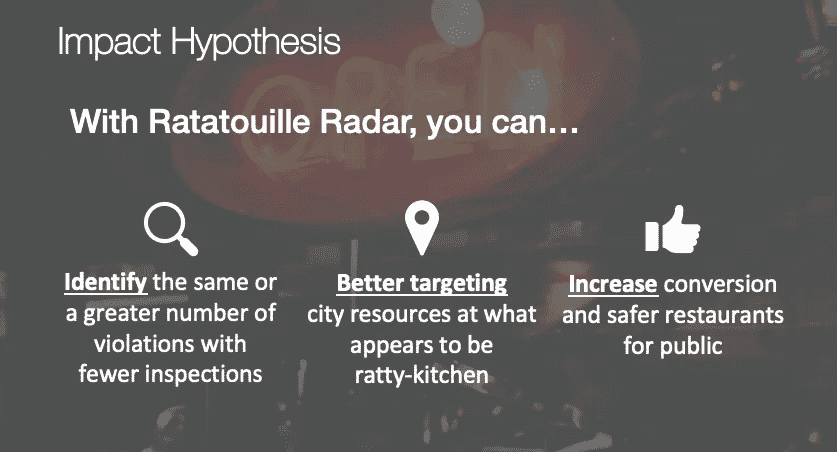 Impact Hypothesis
OPEN
With Ratatouille Radar, you can...
Identify the same or
a greater number of
violations with
fewer inspections
Better targeting
city resources at what
appears to be
ratty-kitchen
Increase conversion
and safer restaurants
for public